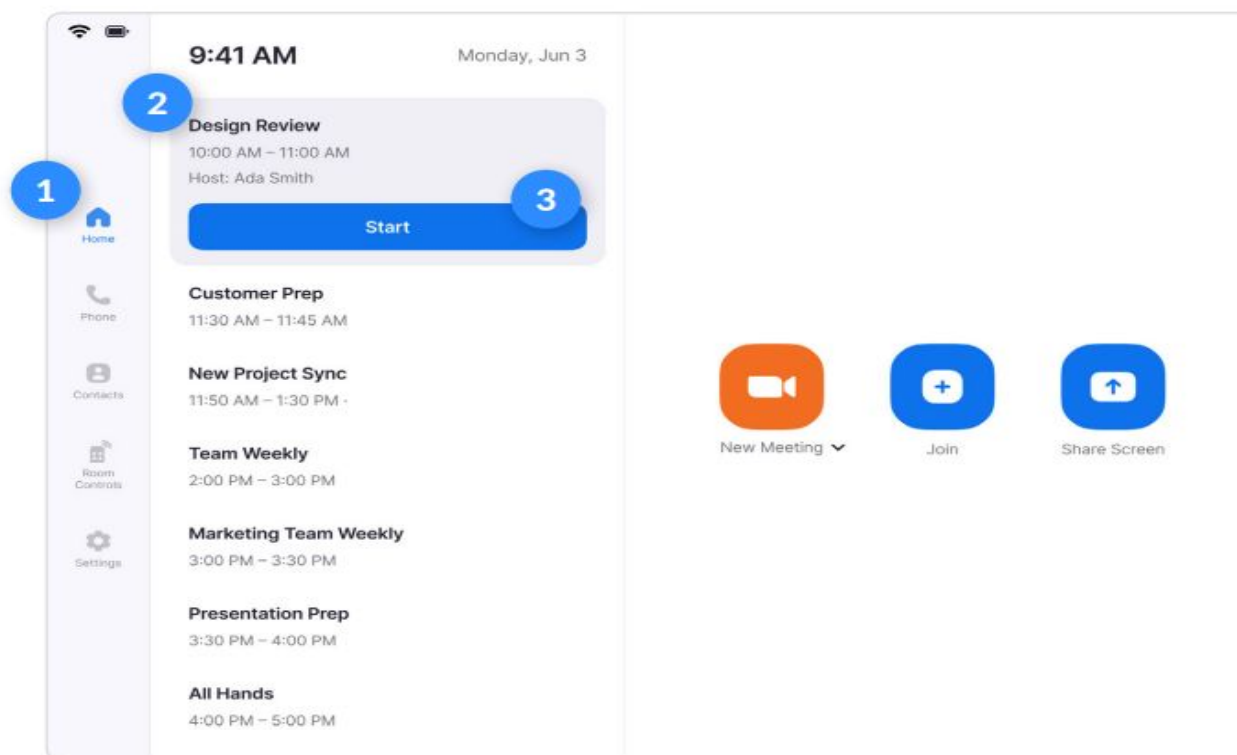 9:41 AM
Monday, Jun 3
2
Design Review
10:00 AM – 11:00 AM
Host: Ada Smith
3
Start
1
Home
Phone
Contacts
Room
Controls
Settings
Customer Prep
11:30 AM – 11:45 AM
New Project Sync
11:50 AM – 1:30 PM ·
Team Weekly
2:00 PM – 3:00 PM
Marketing Team Weekly
3:00 PM – 3:30 PM
Presentation Prep
3:30 PM – 4:00 PM
All Hands
4:00 PM – 5:00 PM
New Meeting
Join
Share Screen